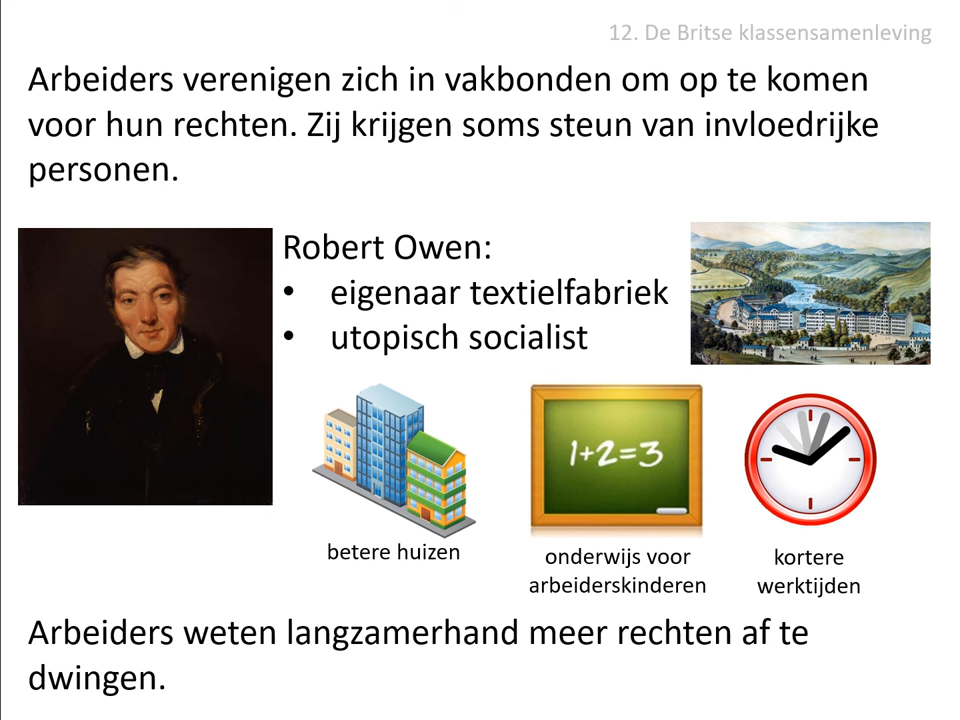 12. De Britse klassensamenleving
Arbeiders verenigen zich in vakbonden om op te komen
voor hun rechten. Zij krijgen soms steun van invloedrijke
personen.
Robert Owen:
• eigenaar textielfabriek
• utopisch socialist
1+2=3
betere huizen
onderwijs voor
arbeiderskinderen
kortere
werktijden
Arbeiders weten langzamerhand meer rechten af te
dwingen.